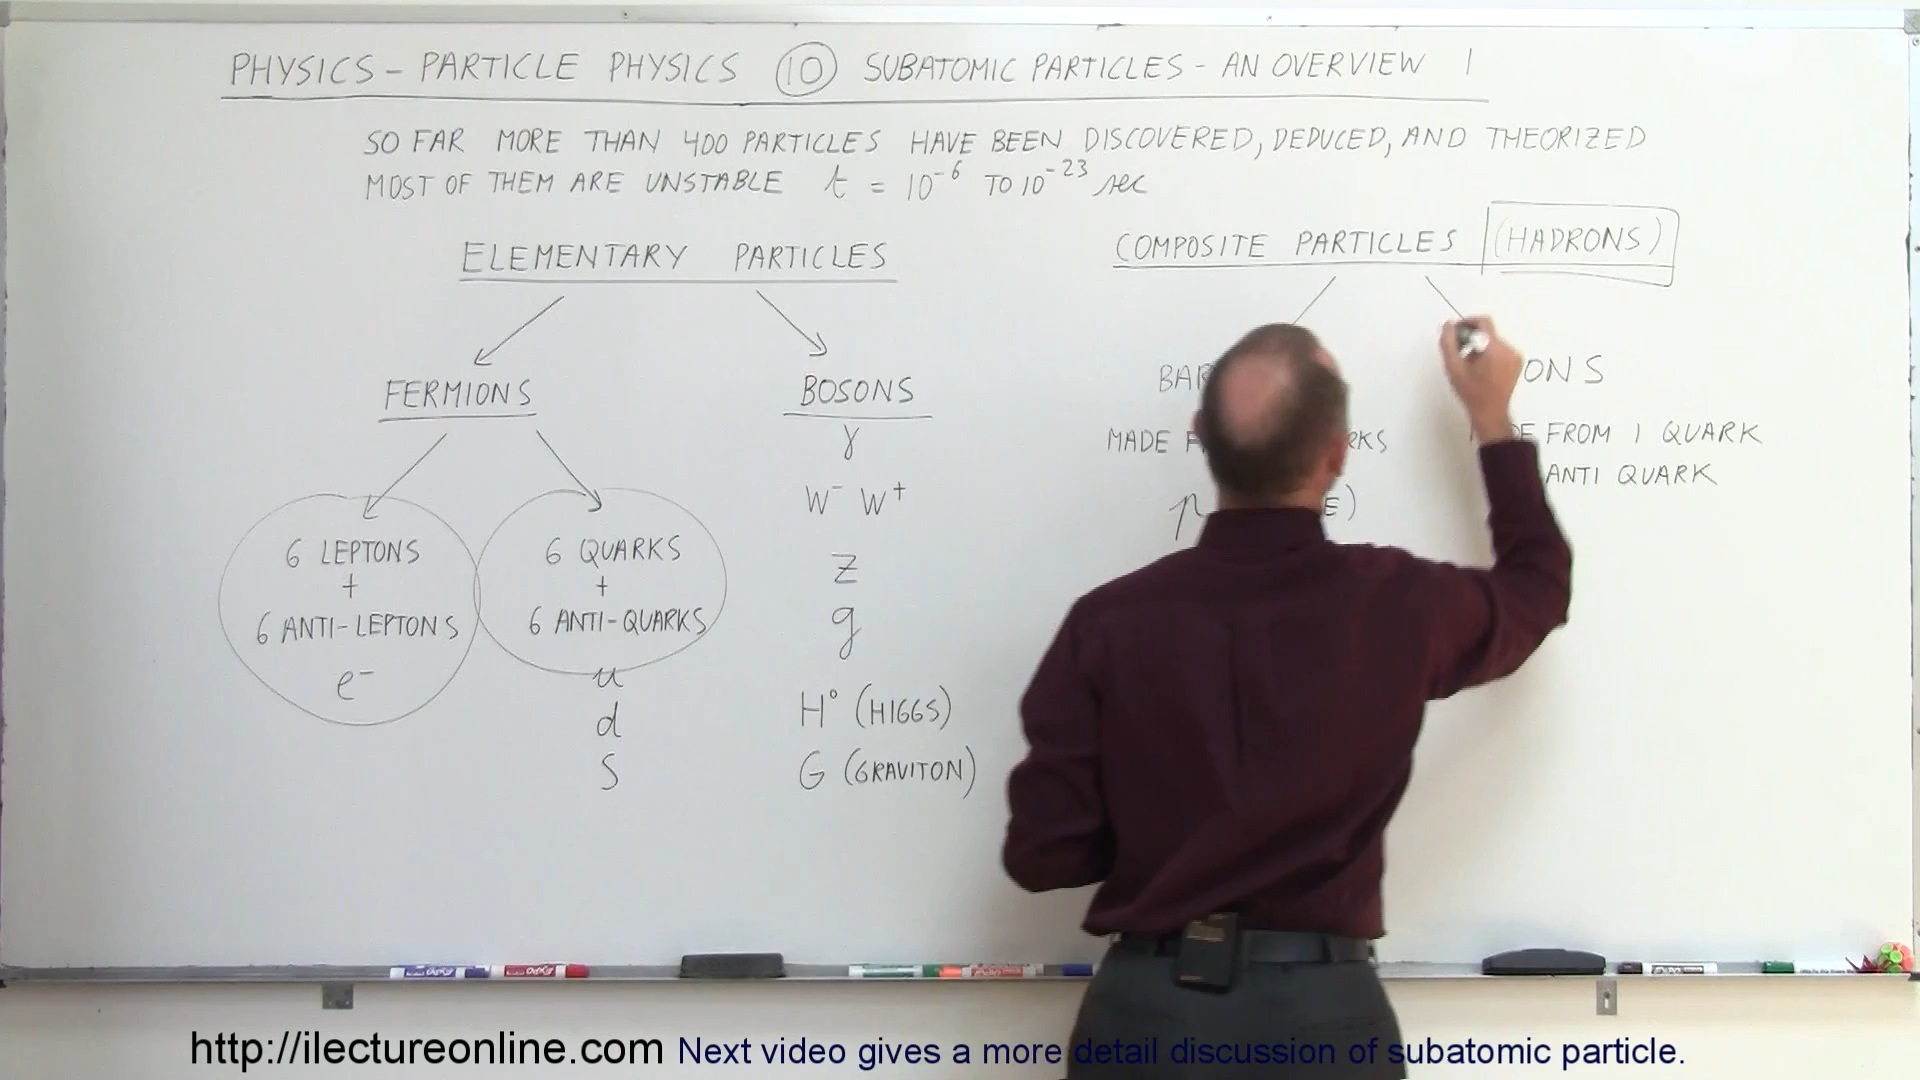 PHYSICS - PARTICLE PHYSICS 10 SUBATOMIC PARTICLES - AN OVERVIEW 1
SO FAR MORE THAN 400 PARTICLES HAVE BEEN DISCOVERED, DEDUCED, AND THEORIZED
MOST OF THEM ARE UNSTABLE t = 10⁻⁶ TO 10⁻²³ sec
ELEMENTARY PARTICLES
FERMIONS
6 LEPTONS
+
6 ANTI-LEPTONS
e⁻
6 QUARKS
+
6 ANTI-QUARKS
u
d
s
BOSONS
γ
W⁻ W⁺
Z
g
H° (HIGGS)
G (GRAVITON)
COMPOSITE PARTICLES (HADRONS)
BAR
MADE F RKS
p E)
ONS
E FROM 1 QUARK
ANTI QUARK
http://ilectureonline.com Next video gives a more detail discussion of subatomic particle.